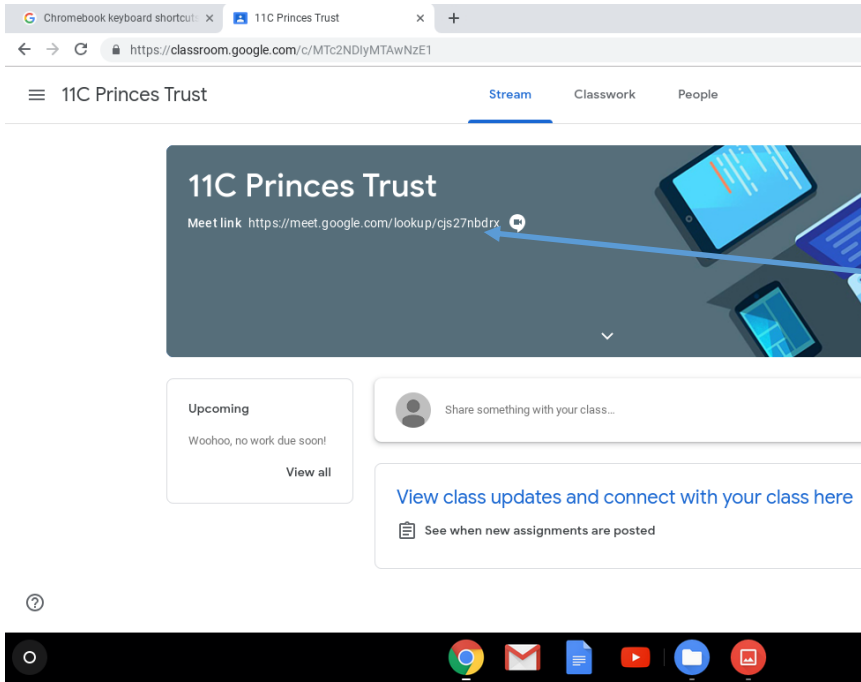 Chromebook keyboard shortcut
11C Princes Trust
https://classroom.google.com/c/MTc2NDIyMTAwNzE1
11C Princes Trust
Stream Classwork People
11C Princes Trust
Meet link https://meet.google.com/lookup/cjs27nbdrx
Upcoming
Woohoo, no work due soon!
View all
Share something with your class...
View class updates and connect with your class here
See when new assignments are posted